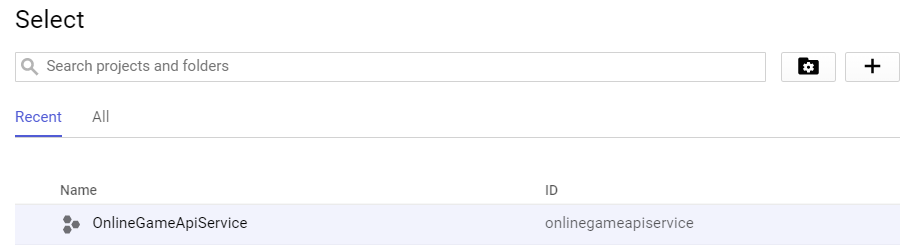 Select
Search projects and folders
Recent All
Name ID
OnlineGameApiService onlinegameapiservice